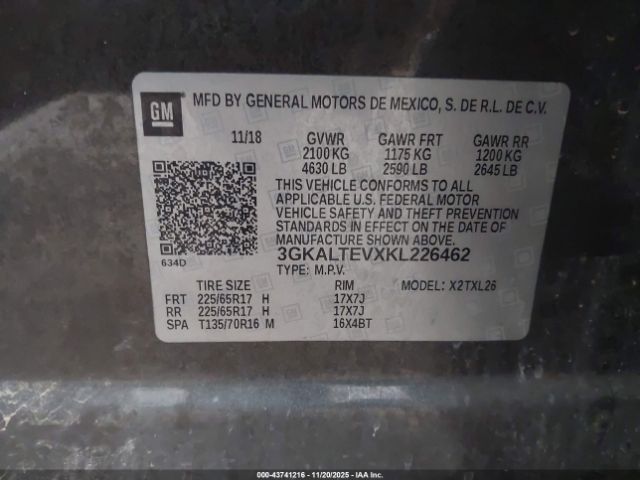 GM
MFD BY GENERAL MOTORS DE MEXICO, S. DE R.L. DE C.V.
11/18 GVWR GAWR FRT GAWR RR
2100 KG 1175 KG 1200 KG
4630 LB 2590 LB 2645 LB
THIS VEHICLE CONFORMS TO ALL
APPLICABLE U.S. FEDERAL MOTOR
VEHICLE SAFETY AND THEFT PREVENTION
STANDARDS IN EFFECT ON THE DATE OF
MANUFACTURE SHOWN ABOVE.
634D
3GKALTEVXKL226462
TYPE: M.P.V. MODEL: X2TXL26
TIRE SIZE RIM
FRT 225/65R17 H 17X7J
RR 225/65R17 H 17X7J
SPA T135/70R16 M 16X4BT
000-43741216 - 11/20/2025 - IAAI.COM